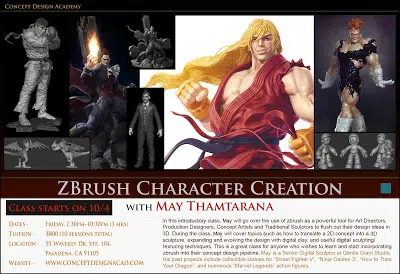 CONCEPT DESIGN ACADEMY
ZBRUSH CHARACTER CREATION
CLASS STARTS ON 10/4 WITH MAY THAMTARANA
DATES - FRIDAY, 7:30PM-10:30PM (3 HRS)
TUITION - $800 (10 LESSONS TOTAL)
LOCATION - 55 WAVERLY DR. STE. 104,
PASADENA, CA 91105
WEBSITE - WWW.CONCEPTDESIGNACAD.COM
In this introductory class, May will go over the use of zbrush as a powerful tool for Art Directors,
Production Designers, Concept Artists and Traditional Sculptors to flush out their design ideas in
3D. During the class, May will cover topics such as how to translate a 2D concept into a 3D
sculpture, expanding and evolving the design with digital clay, and useful digital sculpting/
texturing techniques. This is a great class for anyone who wishes to learn and start incorporating
zbrush into their concept design pipeline. May is a Senior Digital Sculptor at Gentle Giant Studio.
Her past projects include collectible statues for "Street Fighter V", "Ninja Gaiden 3", "How to Train
Your Dragon", and numerous "Marvel Legends" action figures.